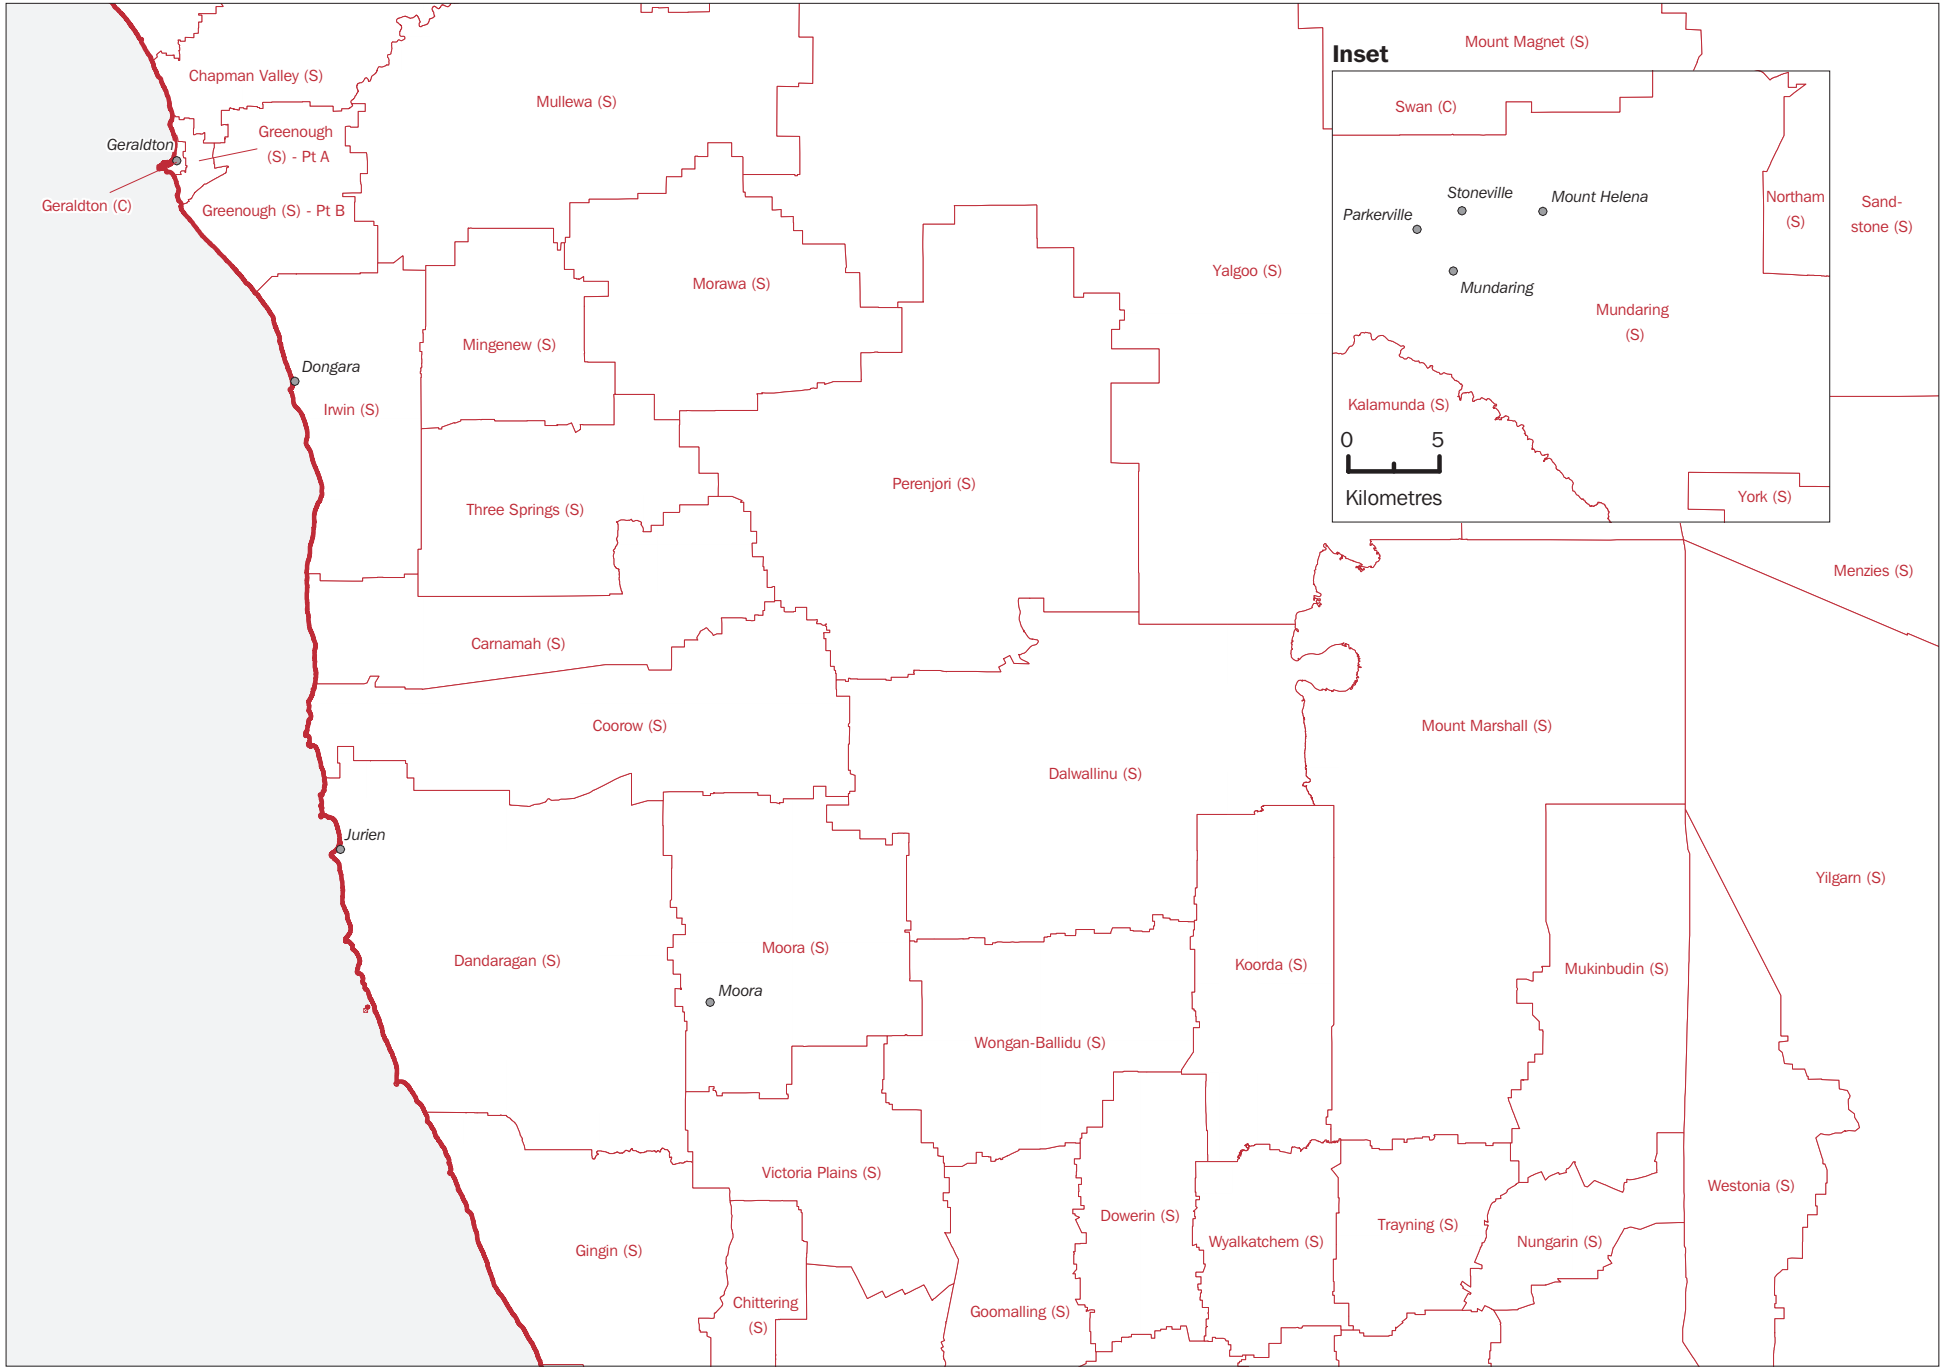 Mount Magnet (S)
Inset
Chapman Valley (S)
Mullewa (S)
Swan (C)
Greenough
(S) - Pt A
Geraldton
Stoneville
Mount Helena
Northam
(S)
Sand-
stone (S)
Geraldton (C)
Greenough (S) - Pt B
Parkerville
Yalgoo (S)
Morawa (S)
Mundaring
Mundaring
(S)
Mingenew (S)
Dongara
Irwin (S)
Kalamunda (S)
0 5
Kilometres
Perenjori (S)
York (S)
Three Springs (S)
Menzies (S)
Carnamah (S)
Coorow (S)
Mount Marshall (S)
Dalwallinu (S)
Jurien
Yilgarn (S)
Dandaragan (S)
Moora (S)
Koorda (S)
Mukinbudin (S)
Moora
Wongan-Ballidu (S)
Victoria Plains (S)
Westonia (S)
Dowerin (S)
Trayning (S)
Wyalkatchem (S)
Nungarin (S)
Gingin (S)
Chittering
(S)
Goomalling (S)